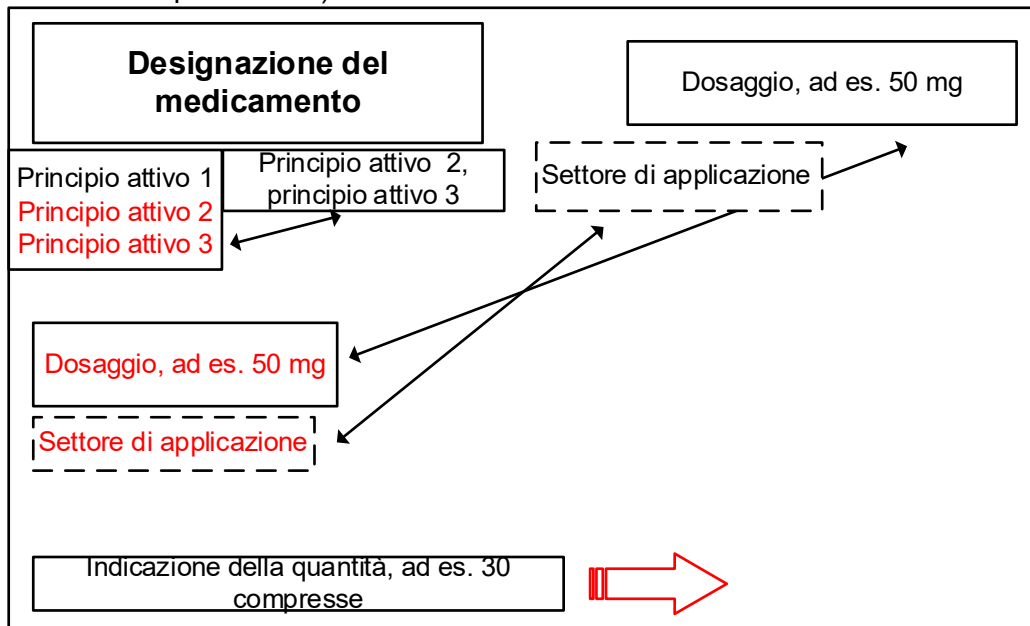 Designazione del
medicamento
Dosaggio, ad es. 50 mg
Principio attivo 1
Principio attivo 2
Principio attivo 3
Principio attivo 2,
principio attivo 3
Settore di applicazione
Dosaggio, ad es. 50 mg
Settore di applicazione
Indicazione della quantità, ad es. 30
compresse